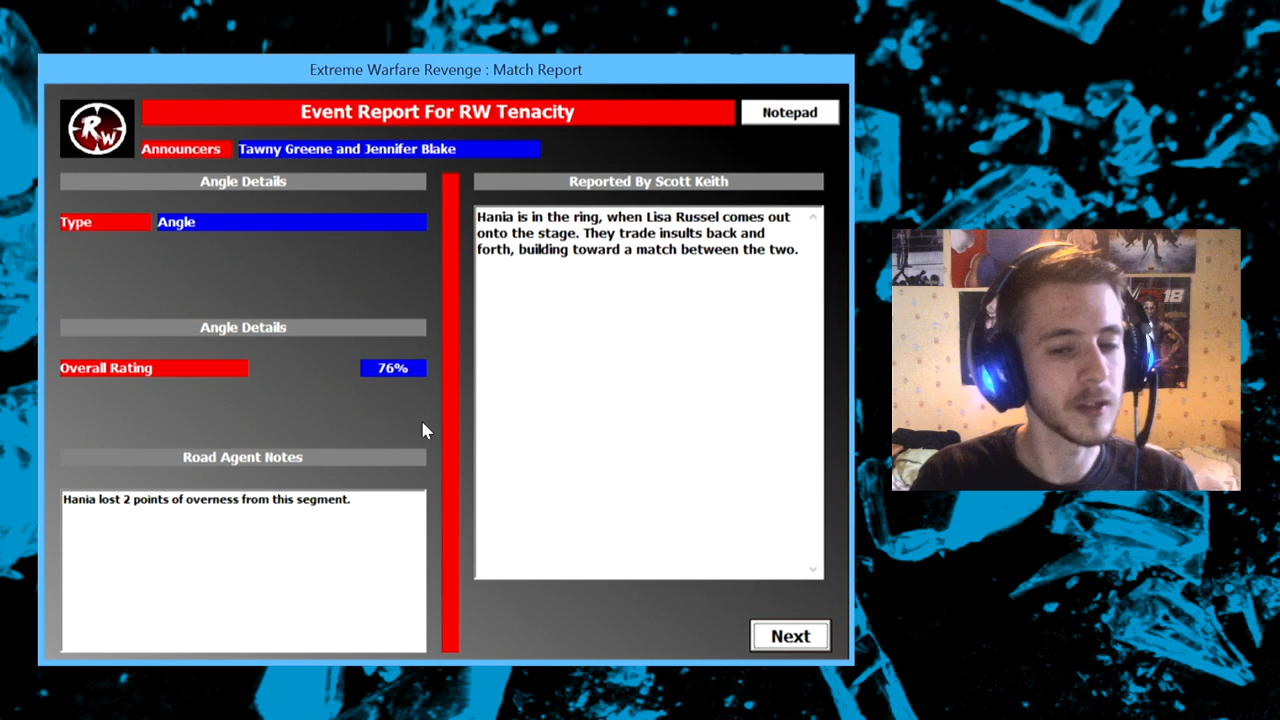 Extreme Warfare Revenge : Match Report
RW
Event Report For RW Tenacity
Notepad
Announcers
Tawny Greene and Jennifer Blake
Angle Details
Type
Angle
Angle Details
Overall Rating
76%
Road Agent Notes
Hania lost 2 points of overness from this segment.
Reported By Scott Keith
Hania is in the ring, when Lisa Russel comes out
onto the stage. They trade insults back and
forth, building toward a match between the two.
Next
18